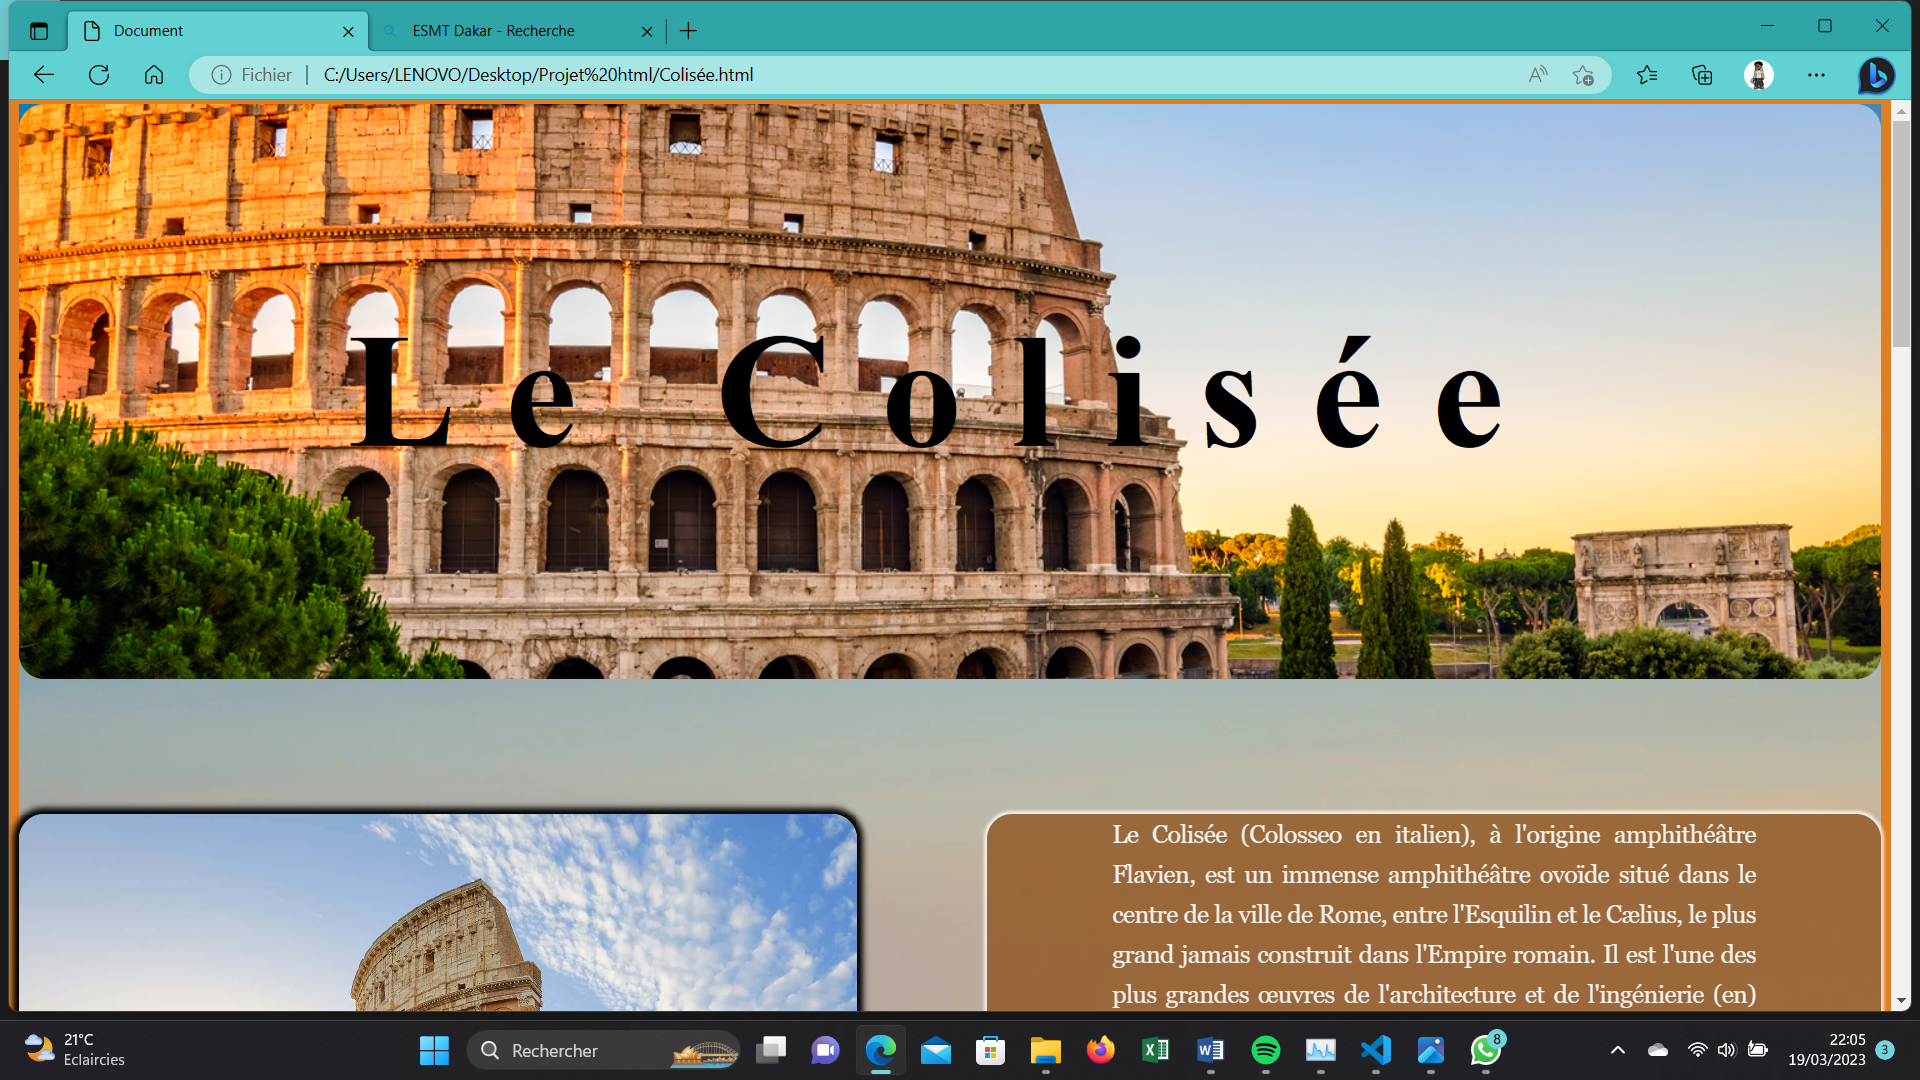 Document
ESMT Dakar - Recherche
Fichier
C:/Users/LENOVO/Desktop/Projet%20html/Colisée.html
Le Colisée
Le Colisée (Colosseo en italien), à l'origine amphithéâtre
Flavien, est un immense amphithéâtre ovoïde situé dans le
centre de la ville de Rome, entre l'Esquilin et le Cælius, le plus
grand jamais construit dans l'Empire romain. Il est l'une des
plus grandes œuvres de l'architecture et de l'ingénierie (en)
21°C
Eclaircies
Rechercher
8
22:05
19/03/2023
3